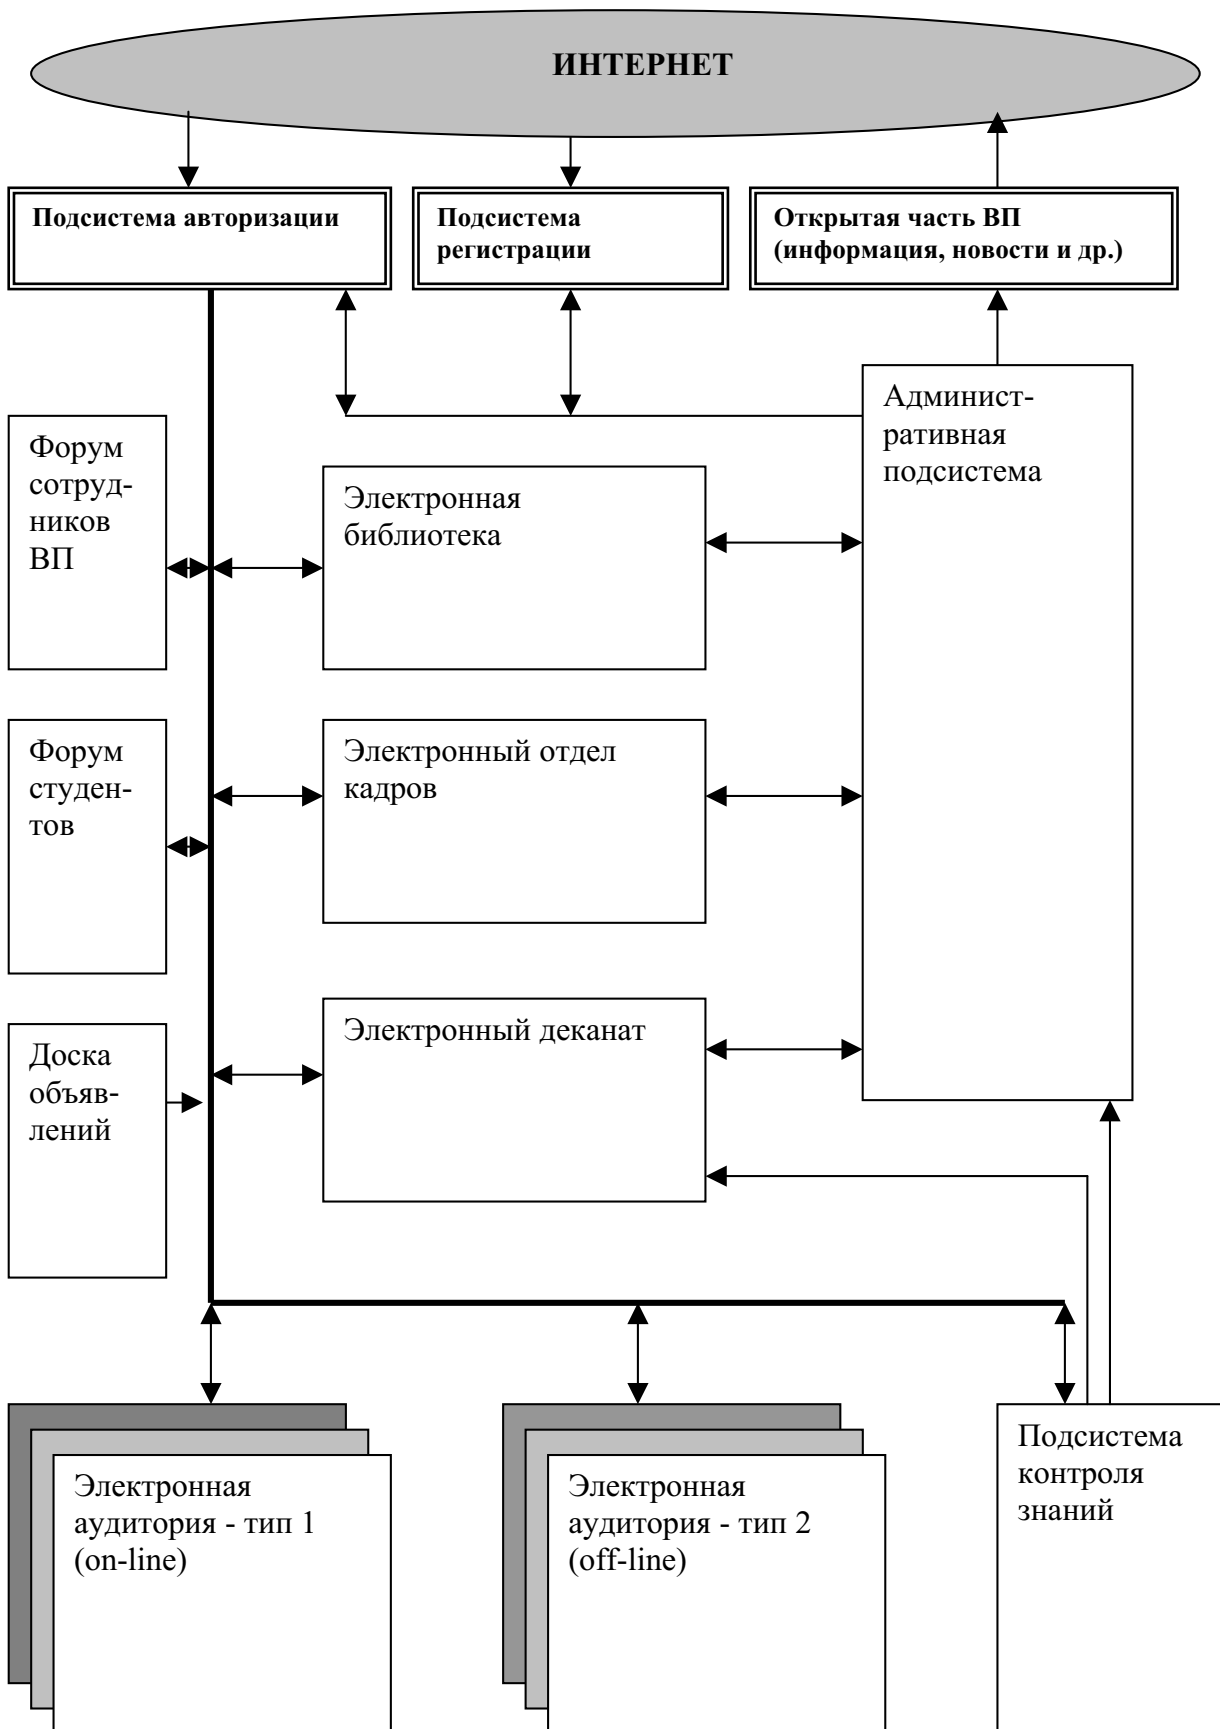 ИНТЕРНЕТ
Подсистема авторизации
Подсистема
регистрации
Открытая часть ВП
(информация, новости и др.)
Админист-
ративная
подсистема
Форум
сотруд-
ников
ВП
Электронная
библиотека
Форум
студен-
тов
Электронный отдел
кадров
Доска
объяв-
лений
Электронный деканат
Электронная
аудитория - тип 1
(on-line)
Электронная
аудитория - тип 2
(off-line)
Подсистема
контроля
знаний